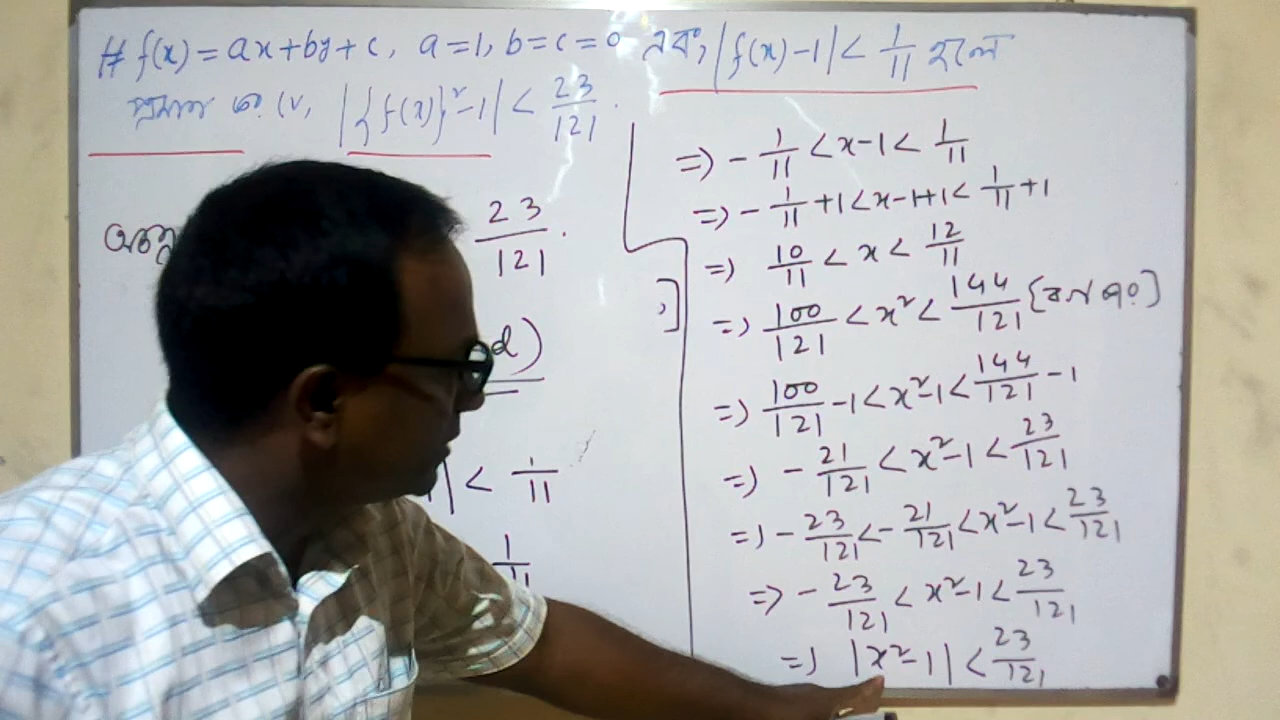 # f(x) = ax+by+c, a=1, b=c=0 এবং, |f(x)-1| < 1/11 হলে
প্রমাণ কর যে, |{f(x)}²-1| < 23/121.
23/121.
d)
| < 1/11
1/11
=> -1/11 < x-1 < 1/11
=> -1/11 +1 < x-1+1 < 1/11 +1
=> 10/11 < x < 12/11
=> 100/121 < x² < 144/121 [বর্গ করে]
=> 100/121 -1 < x²-1 < 144/121 -1
=> -21/121 < x²-1 < 23/121
=> -23/121 < -21/121 < x²-1 < 23/121
=> -23/121 < x²-1 < 23/121
=> |x²-1| < 23/121